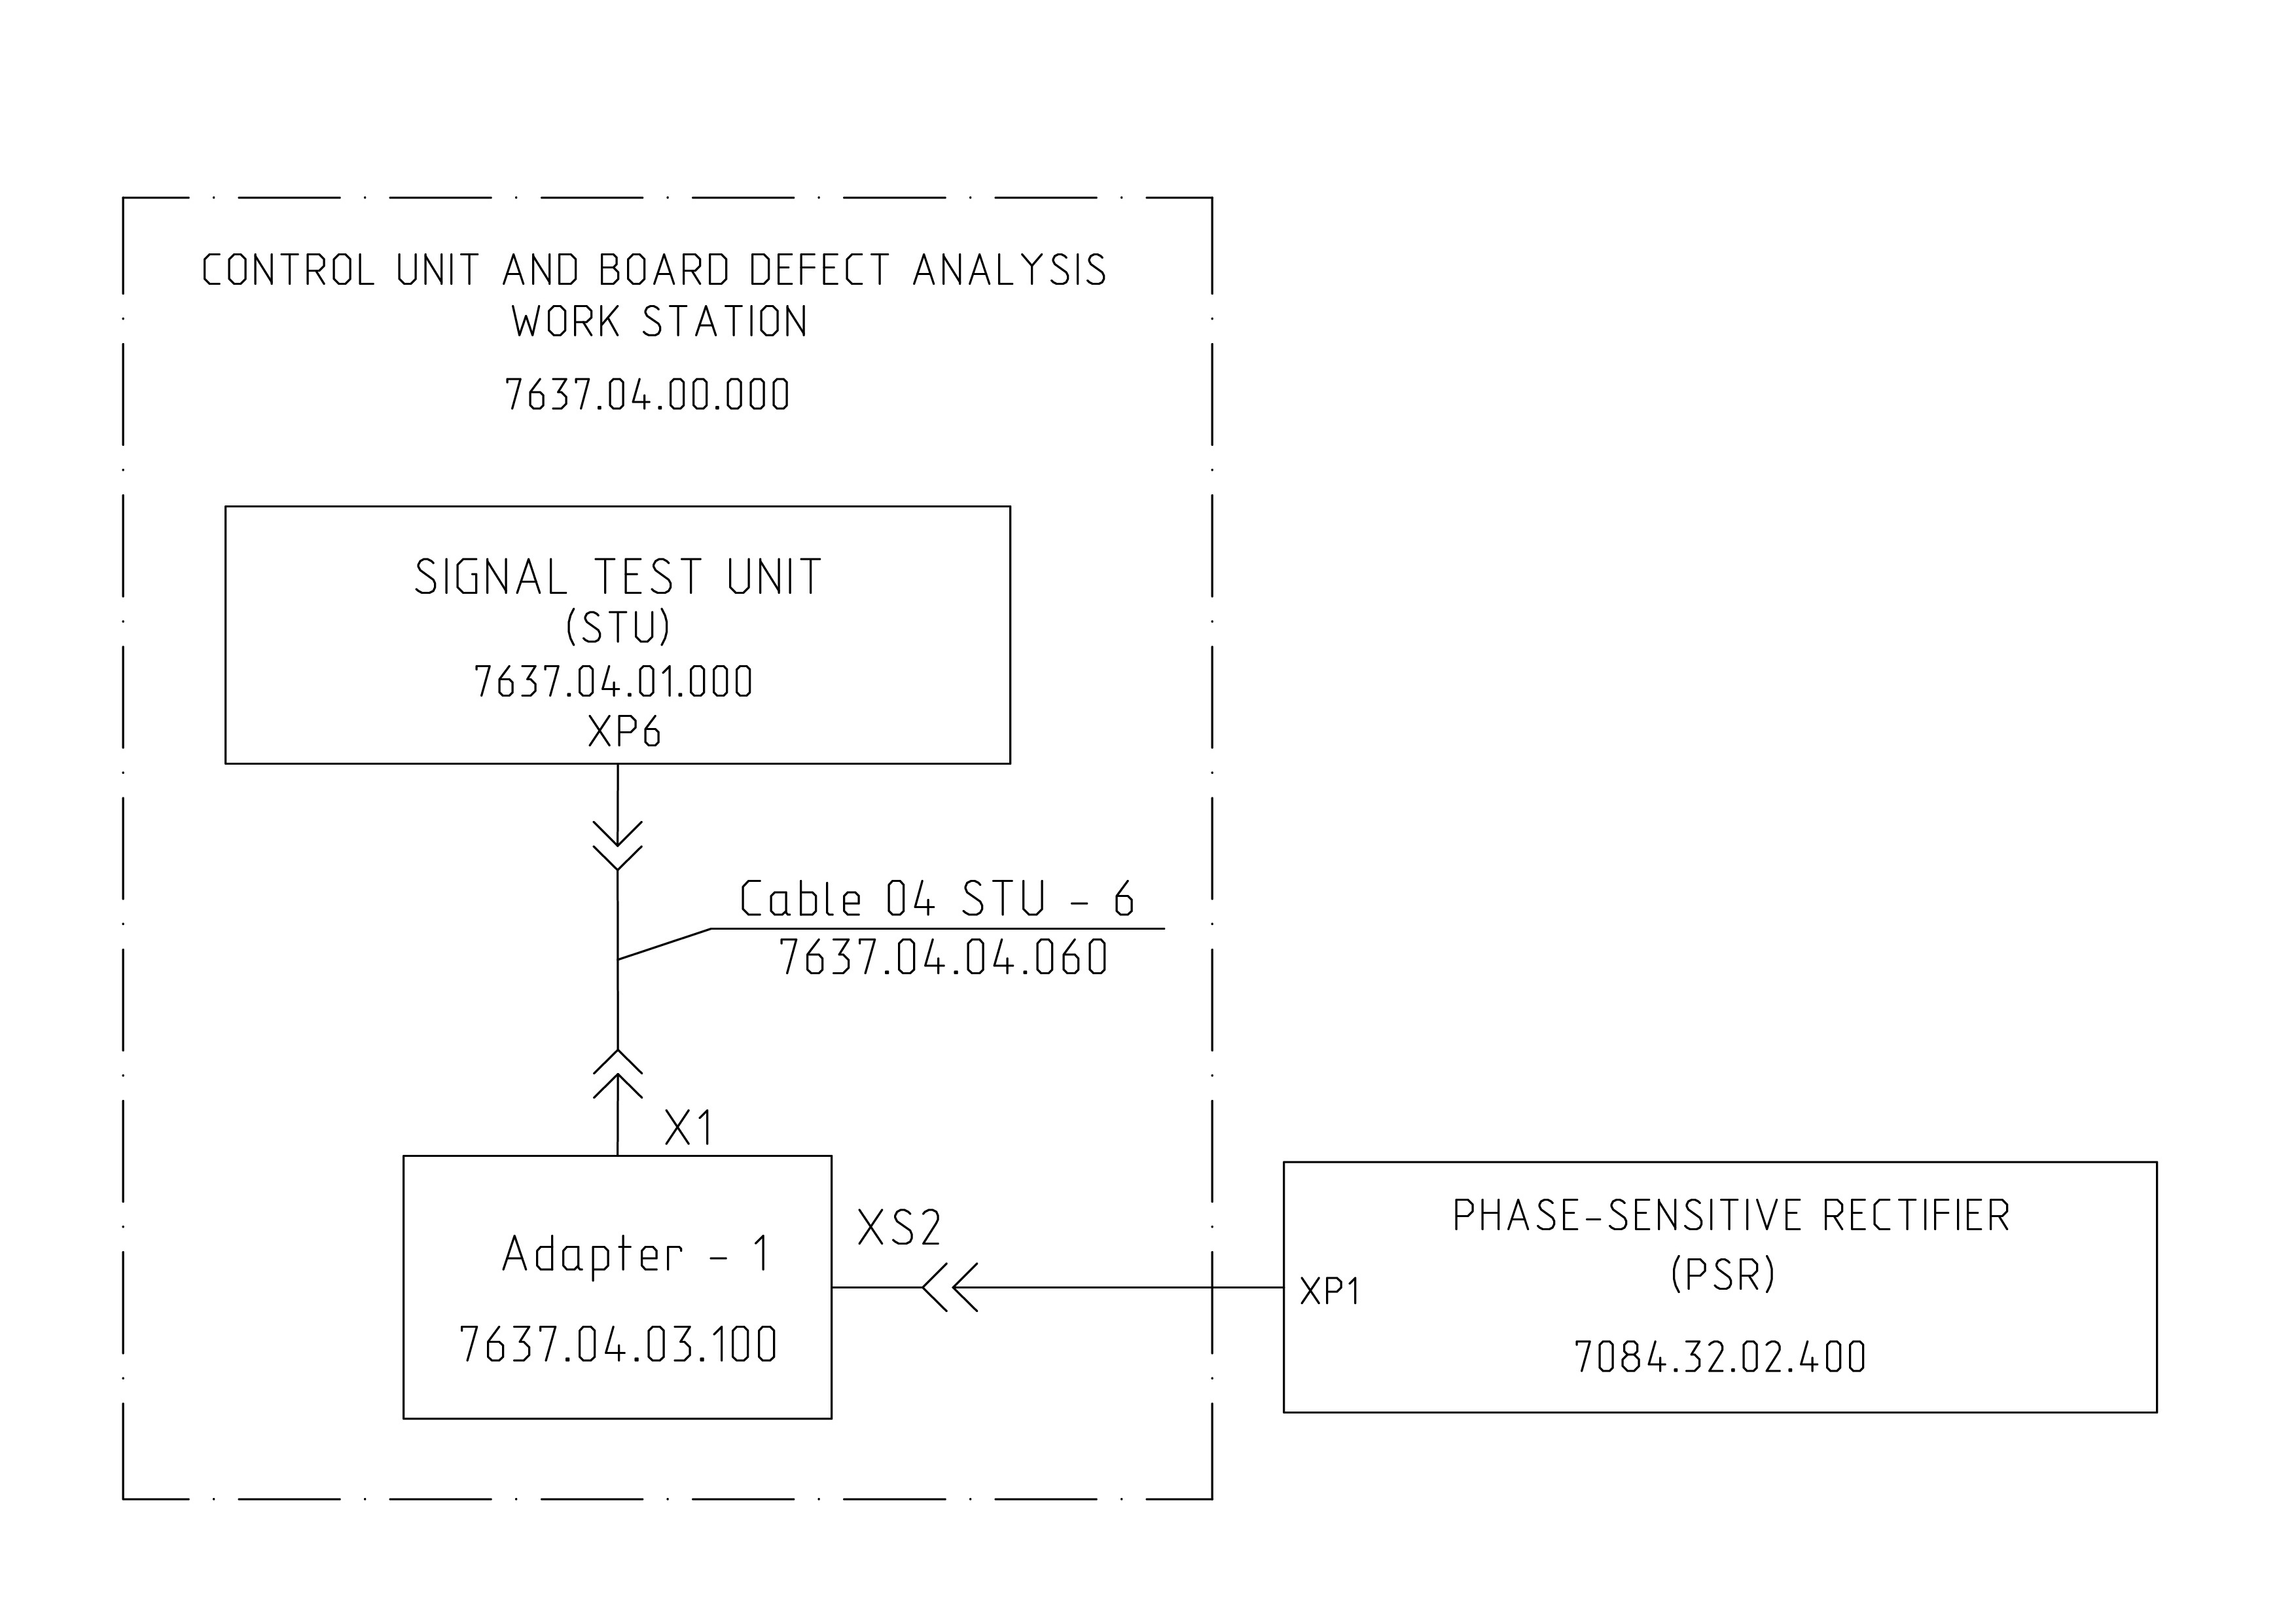 CONTROL UNIT AND BOARD DEFECT ANALYSIS
WORK STATION
7637.04.00.000
SIGNAL TEST UNIT
(STU)
7637.04.01.000
XP6
Cable 04 STU - 6
7637.04.04.060
X1
Adapter - 1
7637.04.03.100
XS2
XP1
PHASE-SENSITIVE RECTIFIER
(PSR)
7084.32.02.400